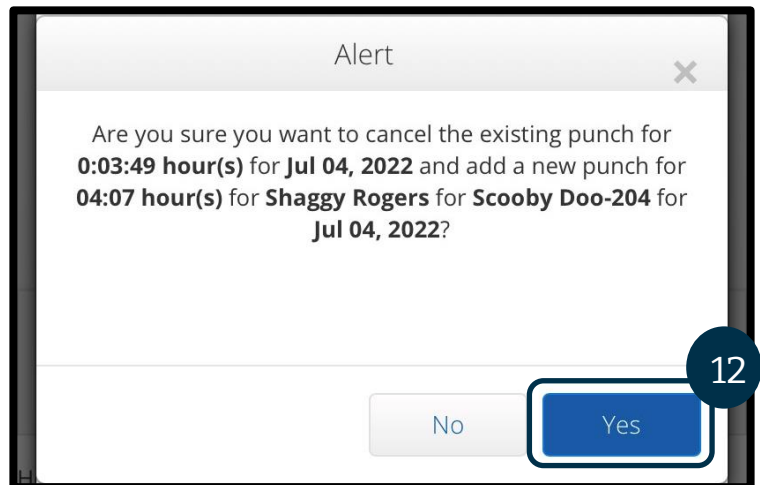 Alert
×
Are you sure you want to cancel the existing punch for
0:03:49 hour(s) for Jul 04, 2022 and add a new punch for
04:07 hour(s) for Shaggy Rogers for Scooby Doo-204 for
Jul 04, 2022?
12
No
Yes
H